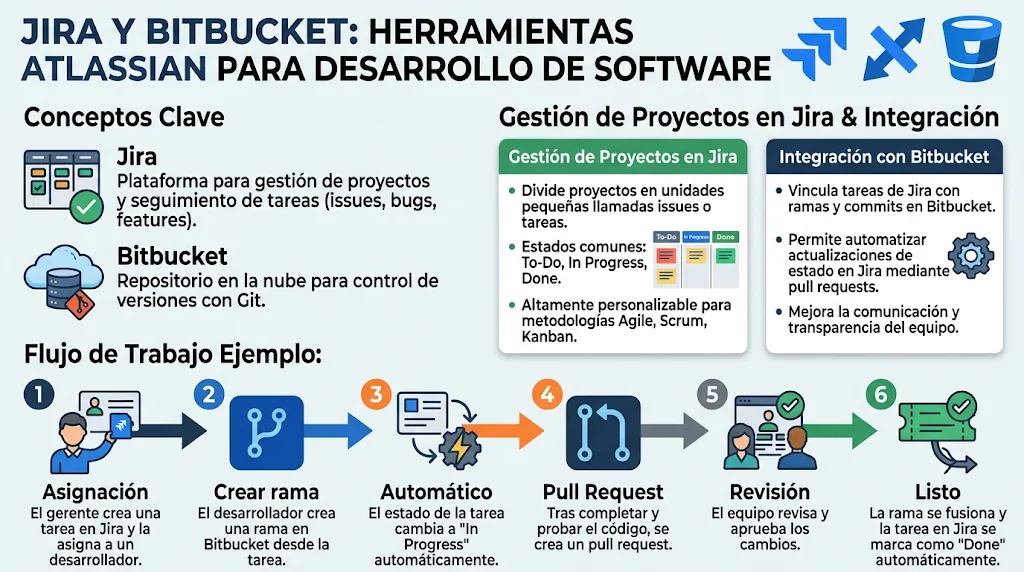 JIRA Y BITBUCKET: HERRAMIENTAS
ATLASSIAN PARA DESARROLLO DE SOFTWARE
Conceptos Clave
Jira
Plataforma para gestión de proyectos
y seguimiento de tareas (issues, bugs,
features).
Bitbucket
Repositorio en la nube para control de
versiones con Git.
Gestión de Proyectos en Jira & Integración
Gestión de Proyectos en Jira
• Divide proyectos en unidades
pequeñas llamadas issues o
tareas.
• Estados comunes:
To-Do, In Progress,
Done.
To-Do In Progess Done
• Altamente personalizable para
metodologías Agile, Scrum,
Kanban.
Integración con Bitbucket
• Vincula tareas de Jira con
ramas y commits en Bitbucket.
• Permite automatizar
actualizaciones de
estado en Jira mediante
pull requests.
• Mejora la comunicación y
transparencia del equipo.
Flujo de Trabajo Ejemplo:
1
Asignación
El gerente crea una
tarea en Jira y la
asigna a un
desarrollador.
2
Crear rama
El desarrollador crea
una rama en
Bitbucket desde la
tarea.
3
Automático
El estado de la tarea
cambia a "In
Progress"
automáticamente.
4
Pull Request
Tras completar y
probar el código, se
crea un pull request.
5
Revisión
El equipo revisa y
aprueba los
cambios.
6
Listo
La rama se fusiona y
la tarea en Jira se
marca como "Done"
automáticamente.